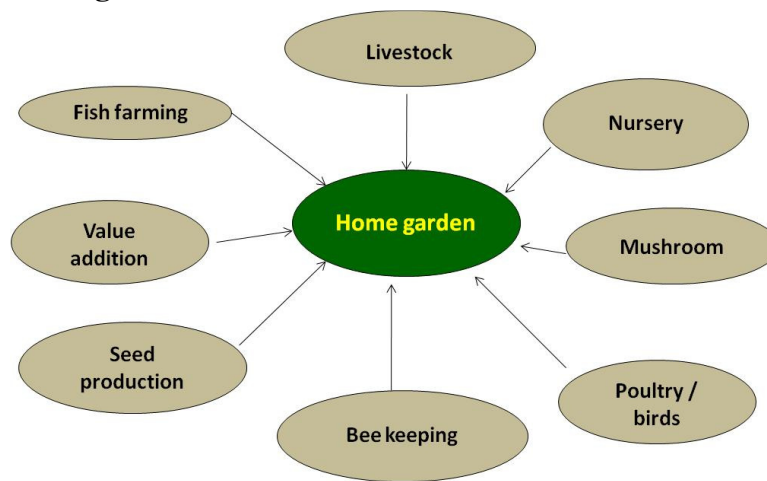 Livestock
Fish farming
Nursery
Home garden
Value
addition
Mushroom
Seed
production
Poultry /
birds
Bee keeping